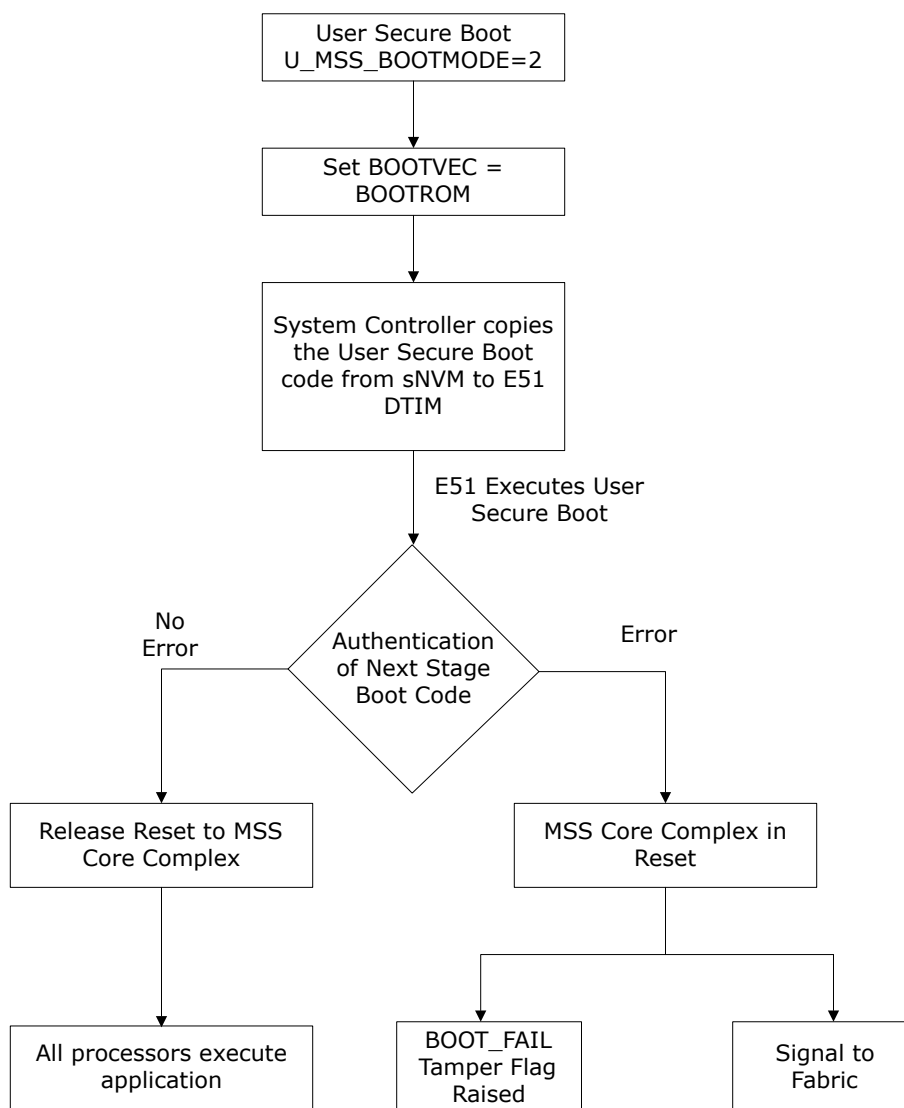 User Secure Boot
U_MSS_BOOTMODE=2
Set BOOTVEC =
BOOTROM
System Controller copies
the User Secure Boot
code from sNVM to E51
DTIM
E51 Executes User
Secure Boot
Authentication
of Next Stage
Boot Code
No
Error
Error
Release Reset to MSS
Core Complex
MSS Core Complex in
Reset
All processors execute
application
BOOT_FAIL
Tamper Flag
Raised
Signal to
Fabric